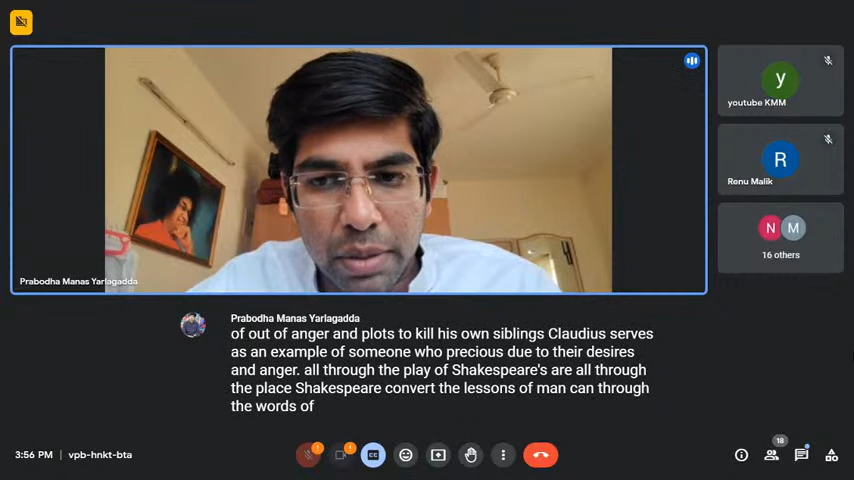 y
youtube KMM
R
Renu Malik
N M
16 others
Prabodha Manas Yarlagadda
Prabodha Manas Yarlagadda
of out of anger and plots to kill his own siblings Claudius serves
as an example of someone who precious due to their desires
and anger. all through the play of Shakespeare's are all through
the place Shakespeare convert the lessons of man can through
the words of
3:56 PM | vpb-hnkt-bta
CC
18